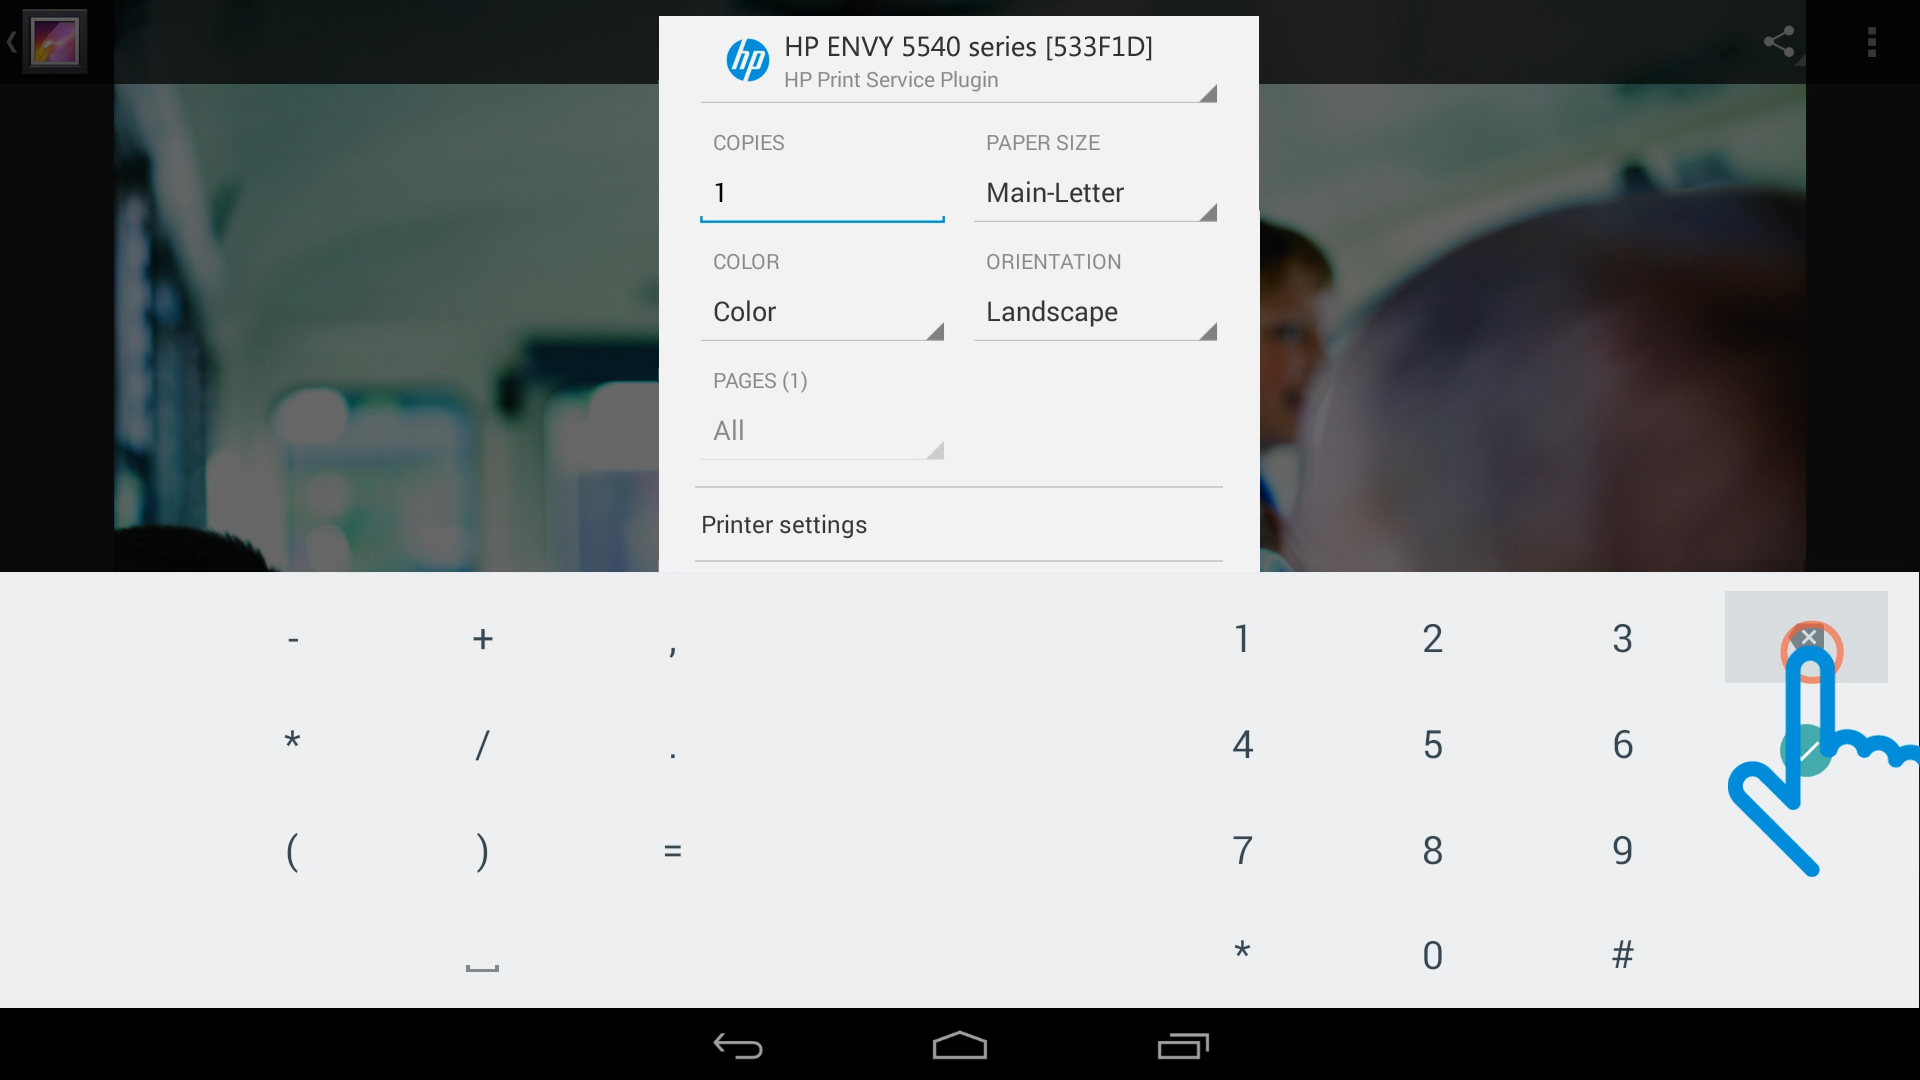 hp
HP ENVY 5540 series [533F1D]
HP Print Service Plugin
COPIES
PAPER SIZE
1
Main-Letter
COLOR
ORIENTATION
Color
Landscape
PAGES (1)
All
Printer settings
- + , 1 2 3
* / . 4 5 6
( ) = 7 8 9
* 0 #